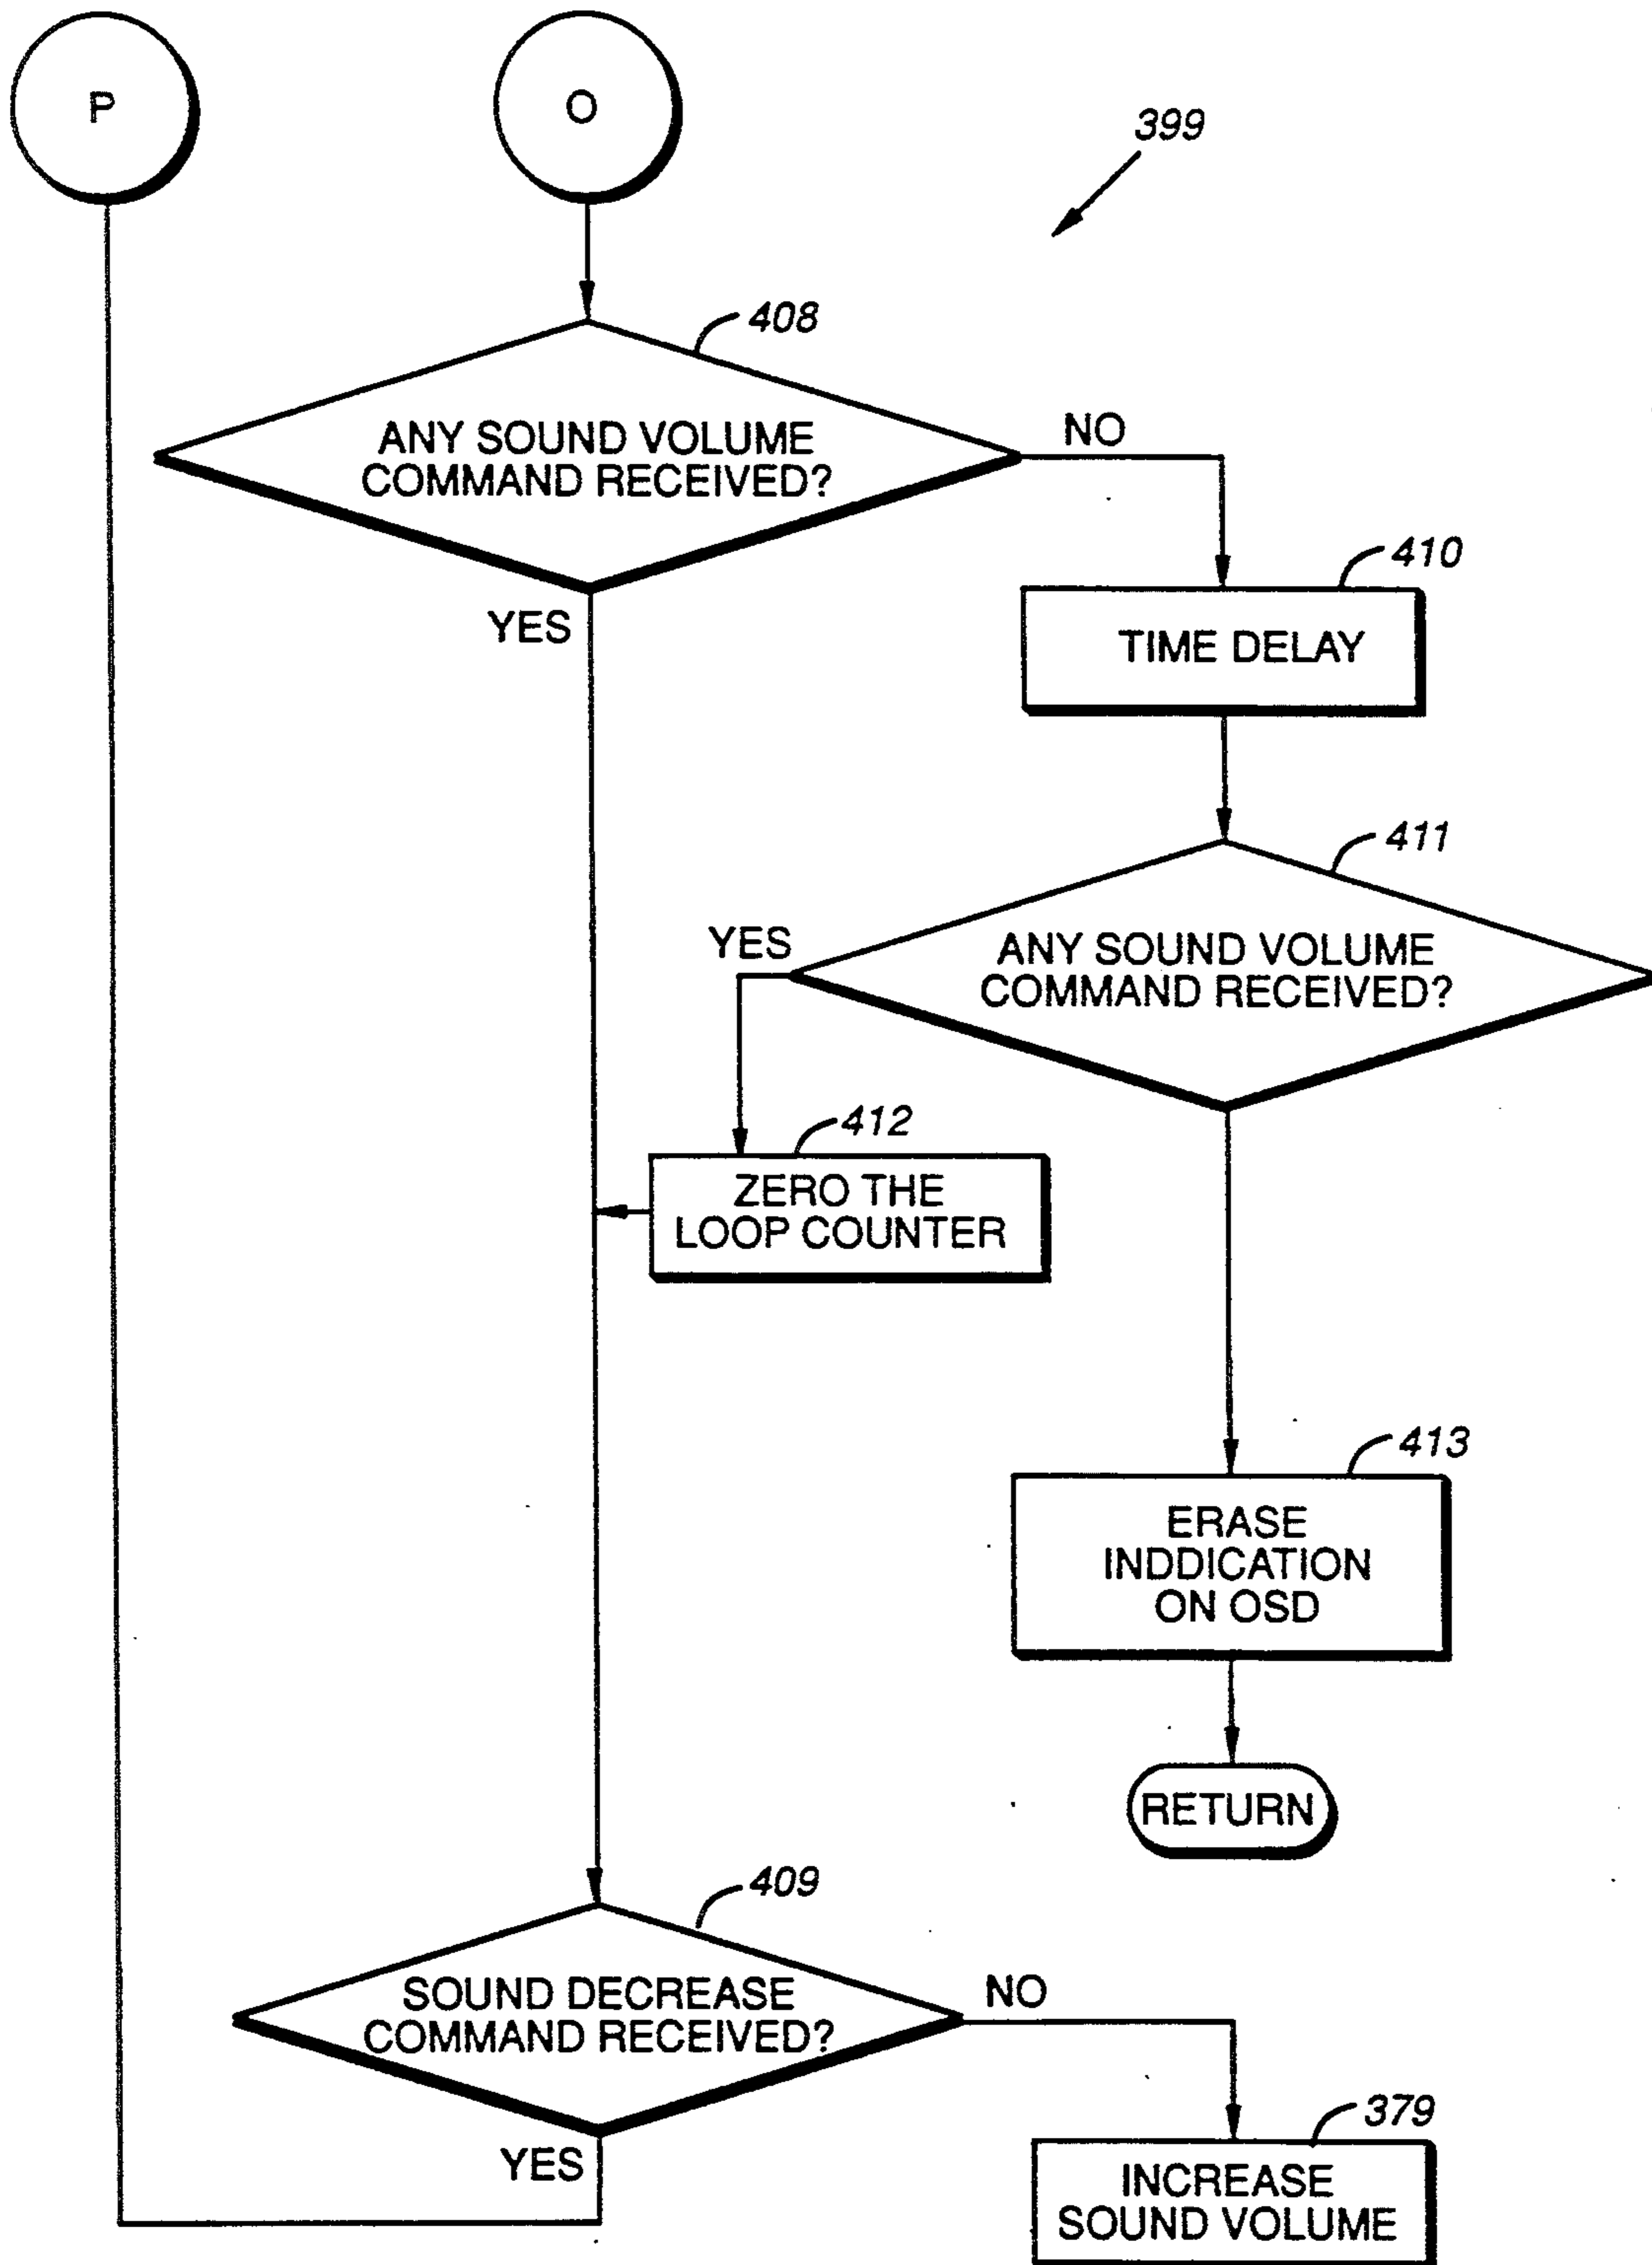 P
O
399
408
ANY SOUND VOLUME
COMMAND RECEIVED?
NO
YES
410
TIME DELAY
411
ANY SOUND VOLUME
COMMAND RECEIVED?
YES
412
ZERO THE
LOOP COUNTER
413
ERASE
INDDICATION
ON OSD
RETURN
409
SOUND DECREASE
COMMAND RECEIVED?
NO
YES
379
INCREASE
SOUND VOLUME